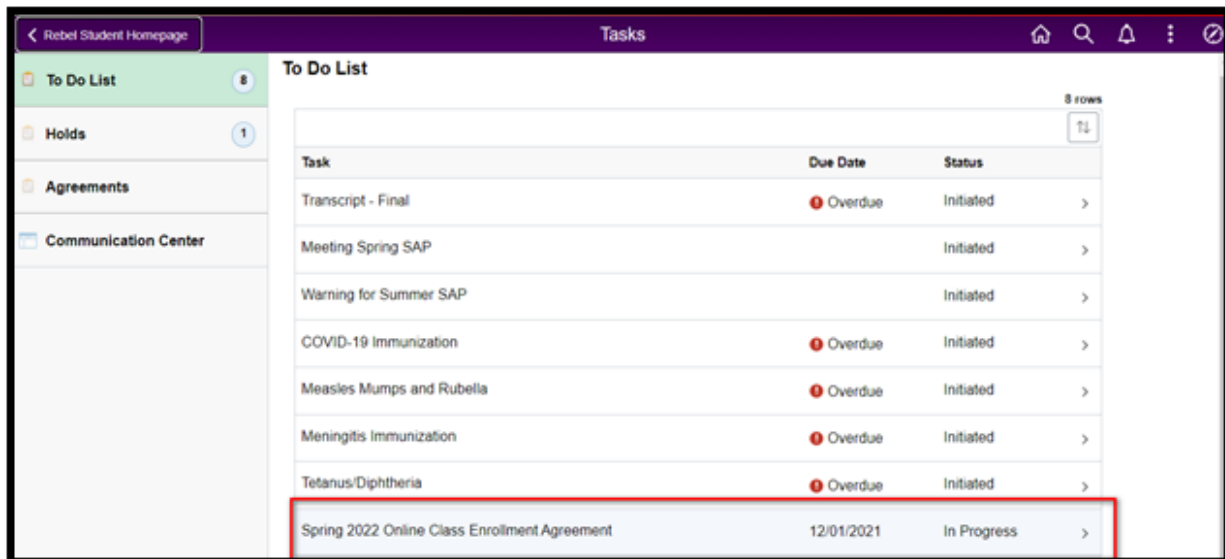 Rebel Student Homepage Tasks
To Do List 8
Holds 1
Agreements
Communication Center
To Do List
8 rows
Task Due Date Status
Transcript - Final Overdue Initiated
Meeting Spring SAP Initiated
Warning for Summer SAP Initiated
COVID-19 Immunization Overdue Initiated
Measles Mumps and Rubella Overdue Initiated
Meningitis Immunization Overdue Initiated
Tetanus/Diphtheria Overdue Initiated
Spring 2022 Online Class Enrollment Agreement 12/01/2021 In Progress